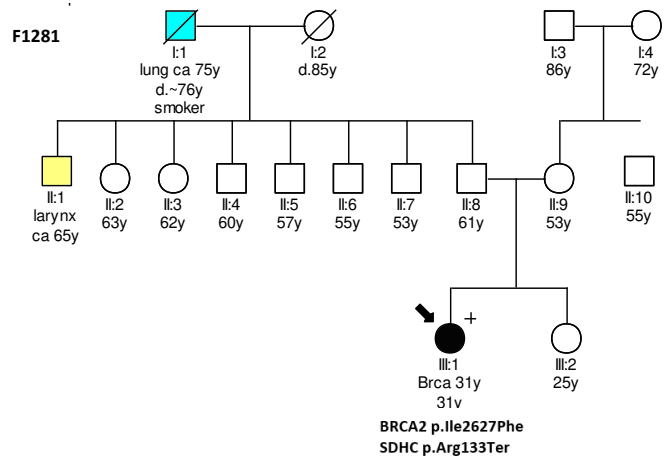 F1281
I:1
lung ca 75y
d.~76y
smoker
I:2
d.85y
I:3
86y
I:4
72y
II:1
larynx
ca 65y
II:2
63y
II:3
62y
II:4
60y
II:5
57y
II:6
55y
II:7
53y
II:8
61y
II:9
53y
II:10
55y
+
III:1
Brca 31y
31y
III:2
25y
BRCA2 p.Ile2627Phe
SDHC p.Arg133Ter